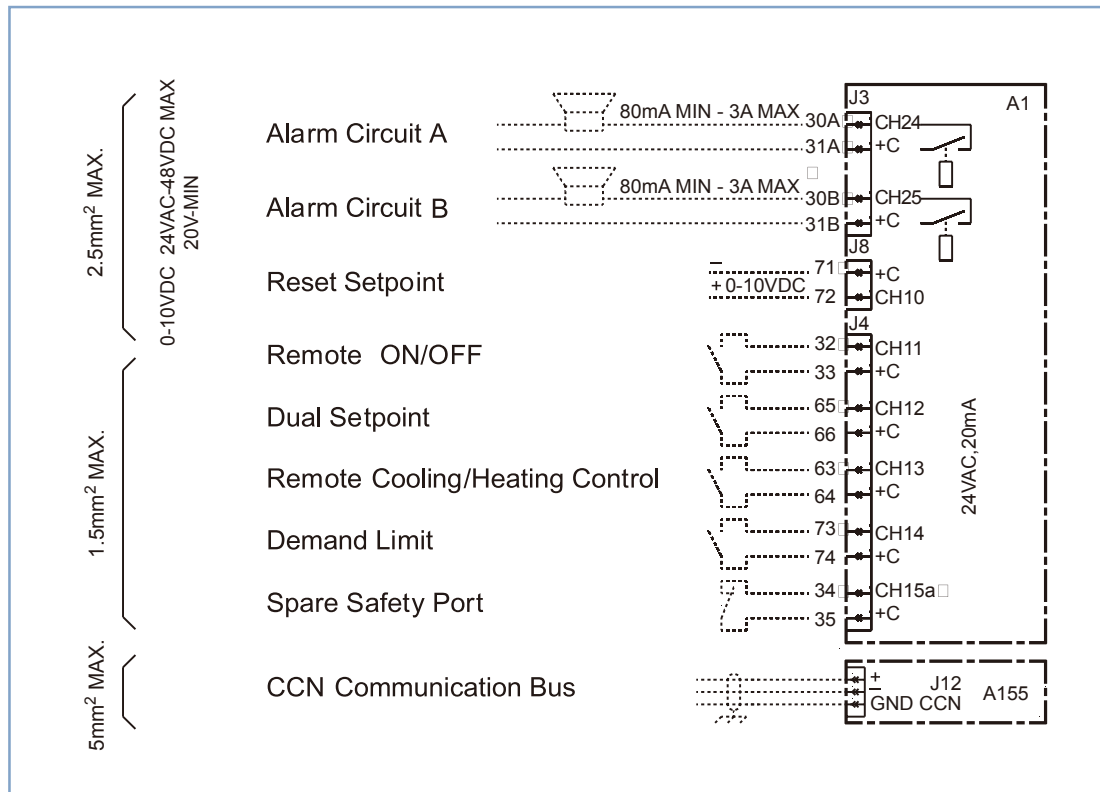 2.5mm² MAX.
0-10VDC 24VAC-48VDC MAX
20V-MIN
Alarm Circuit A
80mA MIN - 3A MAX
30A
31A
J3
CH24
+C
A1
Alarm Circuit B
80mA MIN - 3A MAX
30B
31B
CH25
+C
Reset Setpoint
−
+ 0-10VDC
71
72
J8
+C
CH10
1.5mm² MAX.
J4
Remote ON/OFF
32
33
CH11
+C
Dual Setpoint
65
66
CH12
+C
24VAC,20mA
Remote Cooling/Heating Control
63
64
CH13
+C
Demand Limit
73
74
CH14
+C
Spare Safety Port
34
35
CH15a
+C
5mm² MAX.
CCN Communication Bus
+
−
GND CCN
J12
A155